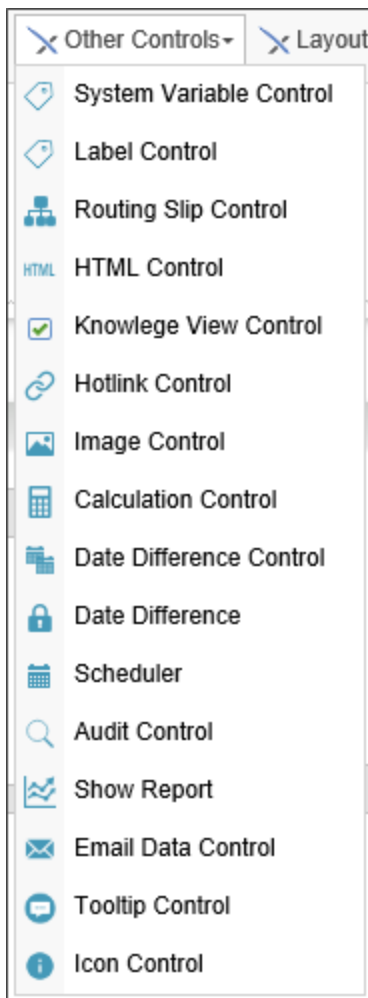 Other Controls Layout
System Variable Control
Label Control
Routing Slip Control
HTML HTML Control
Knowlege View Control
Hotlink Control
Image Control
Calculation Control
Date Difference Control
Date Difference
Scheduler
Audit Control
Show Report
Email Data Control
Tooltip Control
Icon Control